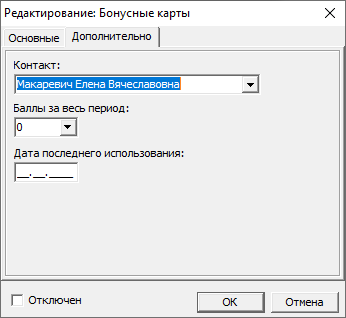 Редактирование: Бонусные карты
Основные Дополнительно
Контакт:
Макаревич Елена Вячеславовна
Баллы за весь период:
0
Дата последнего использования:
__.__.____
Отключен OK Отмена